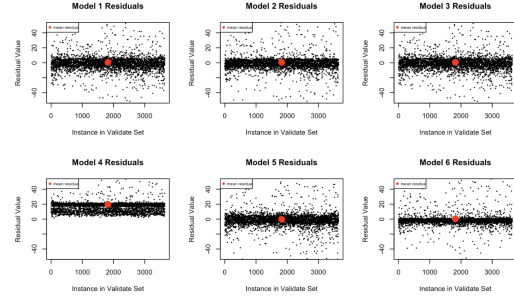 Model 1 Residuals
mean residual
Residual Value
40
20
0
-40
0 1000 2000 3000
Instance in Validate Set
Model 2 Residuals
mean residual
Residual Value
40
20
0
-40
0 1000 2000 3000
Instance in Validate Set
Model 3 Residuals
mean residual
Residual Value
40
20
0
-40
0 1000 2000 3000
Instance in Validate Set
Model 4 Residuals
mean residual
Residual Value
40
20
0
-40
0 1000 2000 3000
Instance in Validate Set
Model 5 Residuals
mean residual
Residual Value
40
20
0
-40
0 1000 2000 3000
Instance in Validate Set
Model 6 Residuals
mean residual
Residual Value
40
20
0
-40
0 1000 2000 3000
Instance in Validate Set